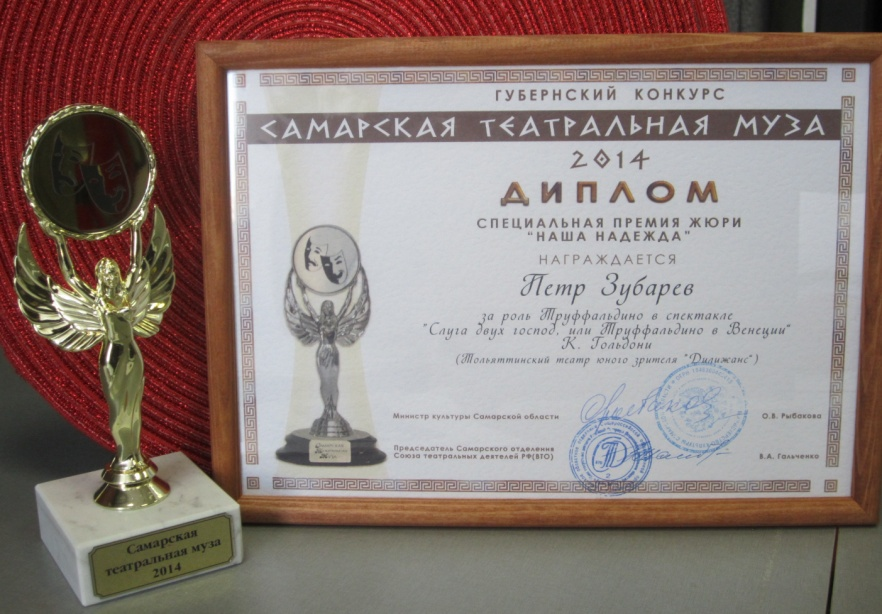 ГУБЕРНСКИЙ КОНКУРС
САМАРСКАЯ ТЕАТРАЛЬНАЯ МУЗА
2014
ДИПЛОМ
СПЕЦИАЛЬНАЯ ПРЕМИЯ ЖЮРИ
"НАША НАДЕЖДА"
НАГРАЖДАЕТСЯ
Петр Зубарев
за роль Труффальдино в спектакле
"Слуга двух господ, или Труффальдино в Венеции"
К. Гольдони
(Тольяттинский театр юного зрителя "Дилижанс")
Министр культуры Самарской области
О.В. Рыбакова
Председатель Самарского отделения
Союза театральных деятелей РФ(ВТО)
В.А. Гальченко
Самарская
театральная муза
2014